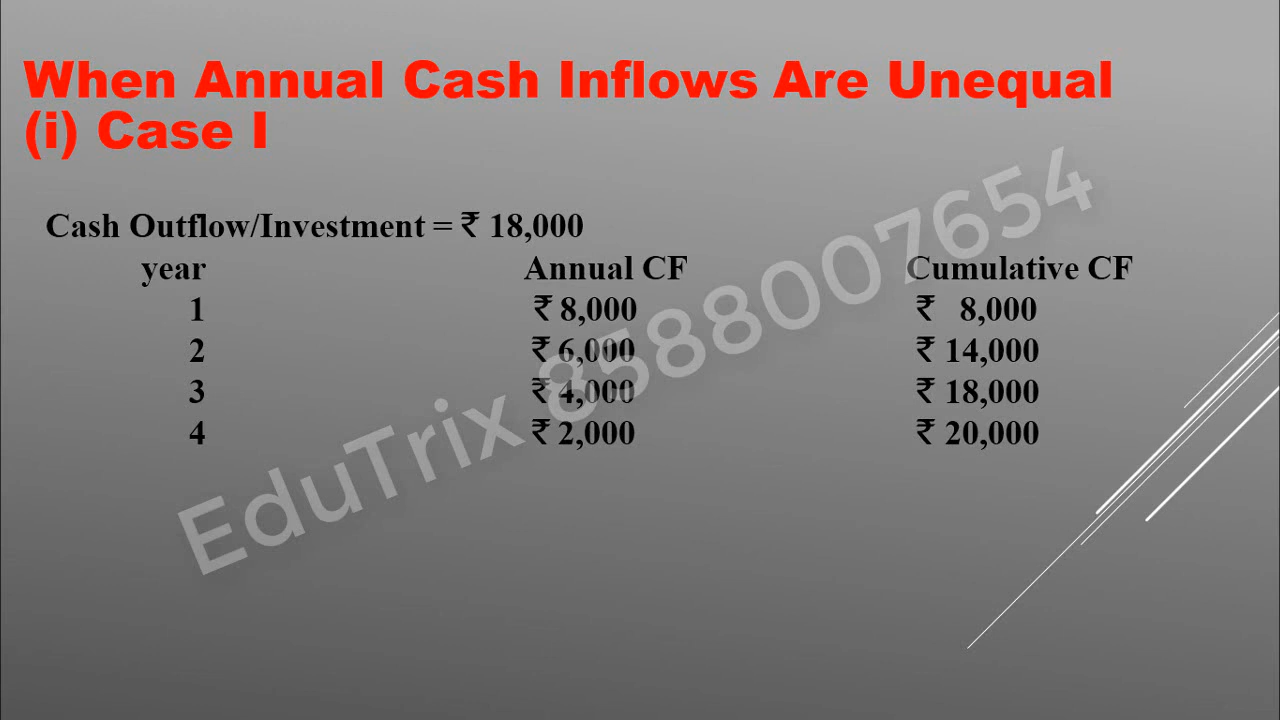 When Annual Cash Inflows Are Unequal
(i) Case I
Cash Outflow/Investment = ₹ 18,000
year Annual CF Cumulative CF
1 ₹ 8,000 ₹ 8,000
2 ₹ 6,000 ₹ 14,000
3 ₹ 4,000 ₹ 18,000
4 ₹ 2,000 ₹ 20,000
EduTrix 8588007654